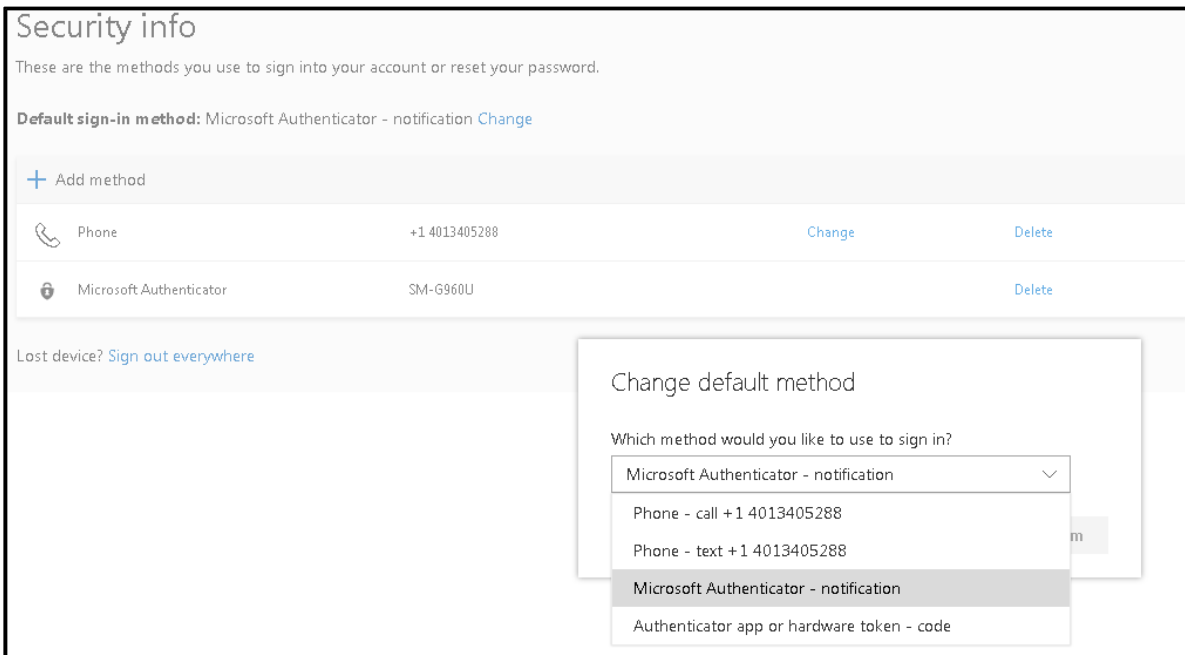 Security info
These are the methods you use to sign into your account or reset your password.
Default sign-in method: Microsoft Authenticator - notification Change
Add method
Phone +1 4013405288 Change Delete
Microsoft Authenticator SM-G960U Delete
Lost device? Sign out everywhere
Change default method
Which method would you like to use to sign in?
Microsoft Authenticator - notification
Phone - call +1 4013405288
Phone - text +1 4013405288
Microsoft Authenticator - notification
Authenticator app or hardware token - code